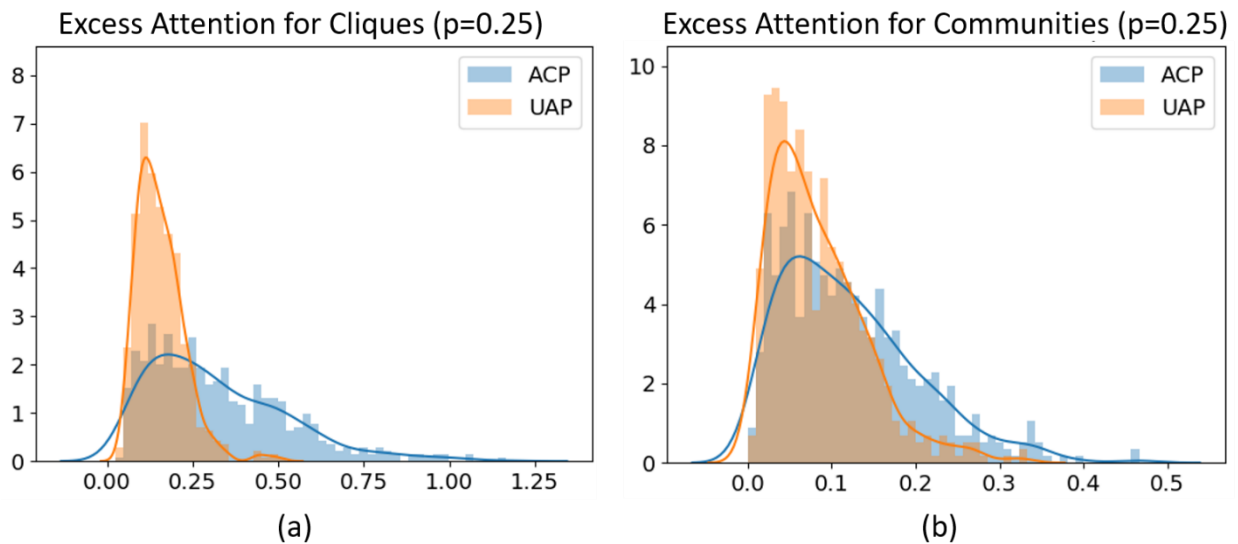 Excess Attention for Cliques (p=0.25)
8
7
6
5
4
3
2
1
0
0.00 0.25 0.50 0.75 1.00 1.25
ACP
UAP
(a)
Excess Attention for Communities (p=0.25)
10
8
6
4
2
0
0.0 0.1 0.2 0.3 0.4 0.5
ACP
UAP
(b)